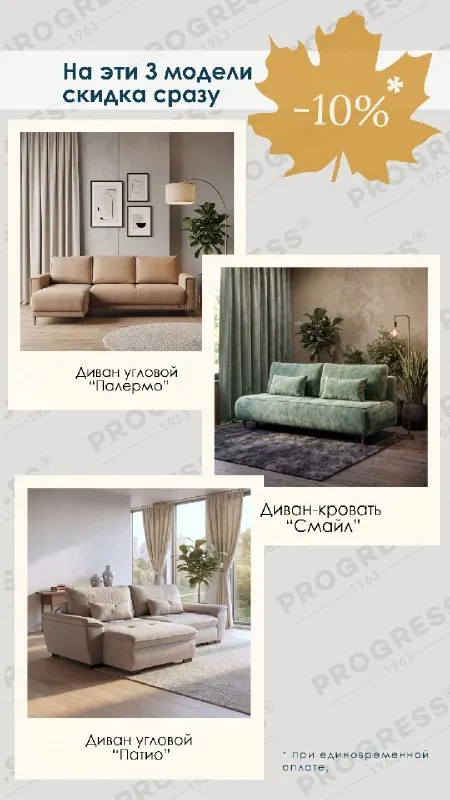 На эти 3 модели
скидка сразу
-10%*
Диван угловой
“Палермо”
Диван-кровать
“Смайл”
Диван угловой
“Патио”
* при единовременной
оплате,
PROGRESS®
1963